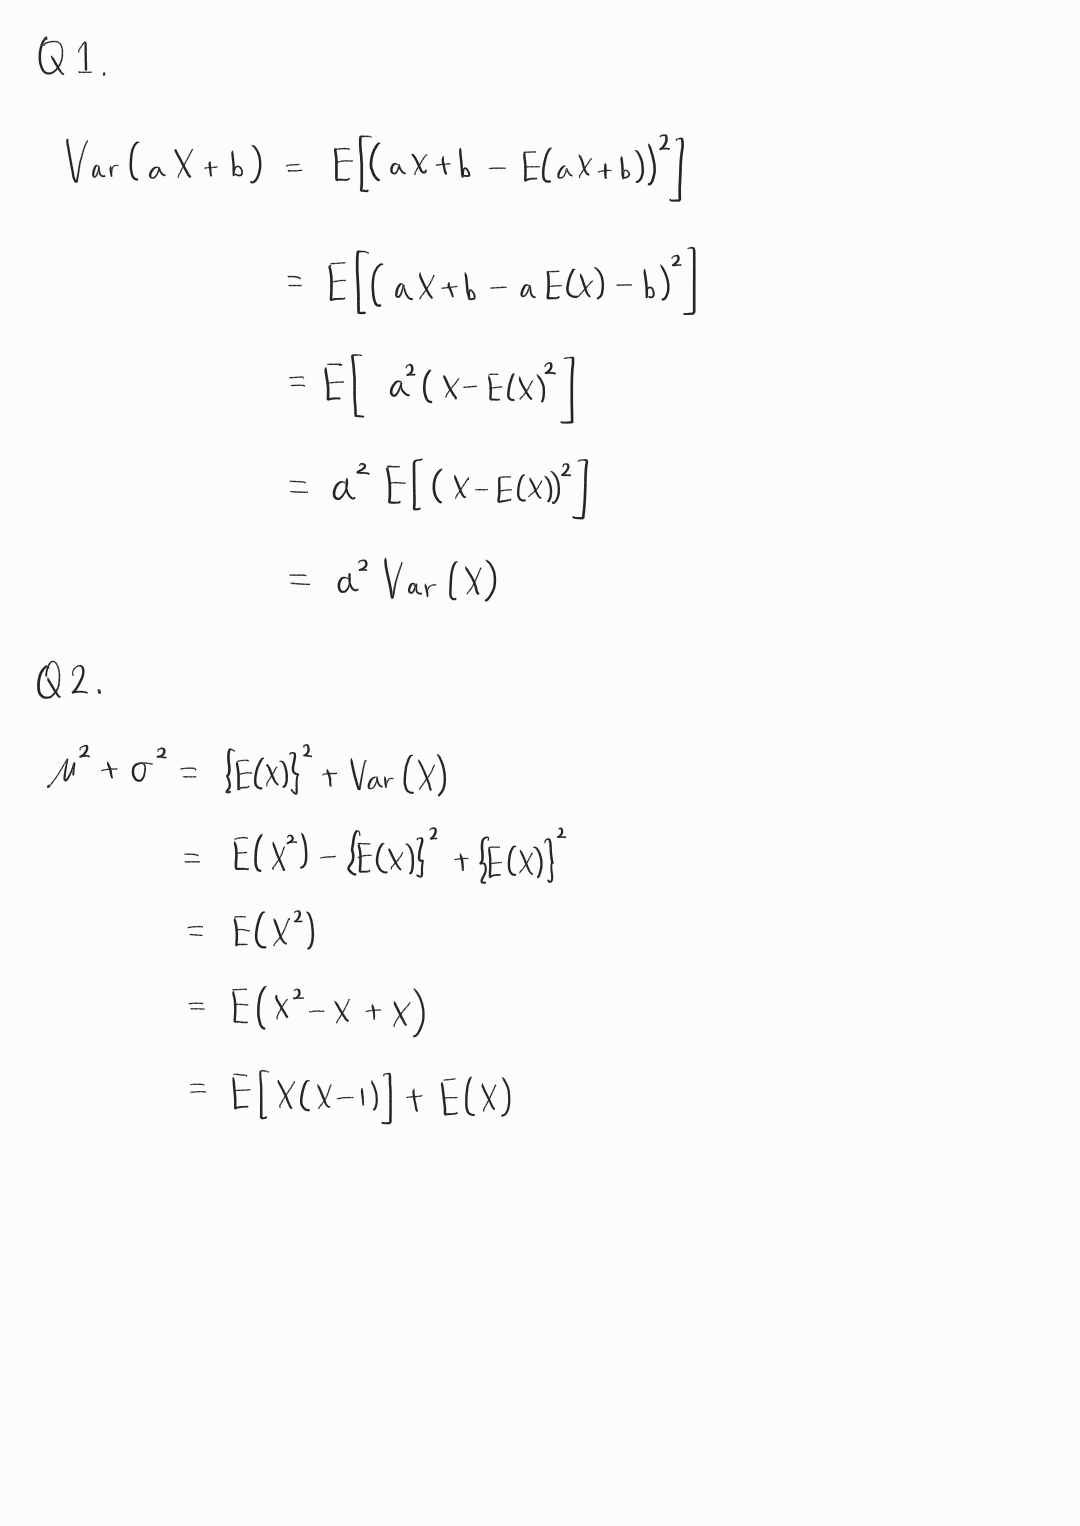 Q1.
Var(aX+b) = E[(aX+b - E(aX+b))²]
= E[(aX+b - aE(X) - b)²]
= E[ a²(X-E(X)²]
= a² E[(X-E(X))²]
= a² Var(X)
Q2.
μ² + σ² = {E(X)}² + Var(X)
= E(X²) - {E(X)}² + {E(X)}²
= E(X²)
= E(X² - X + X)
= E[X(X-1)] + E(X)